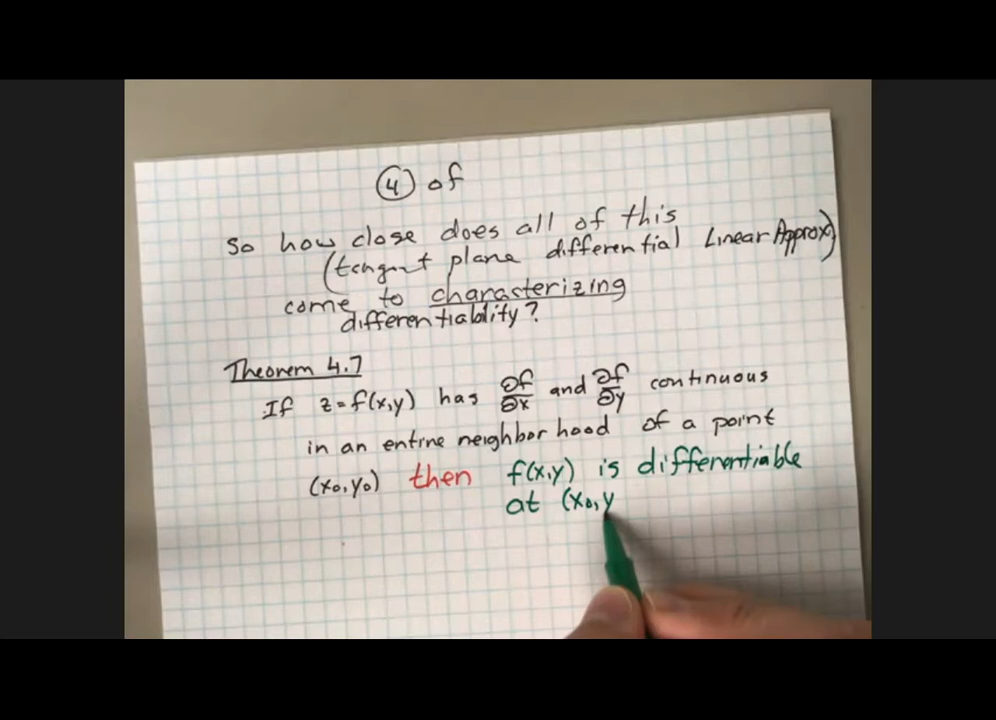 ④ of
So how close does all of this
(tangent plane differential Linear Approx)
come to characterizing
differentiability?
Theorem 4.7
If z=f(x,y) has ∂f/∂x and ∂f/∂y continuous
in an entire neighborhood of a point
(x₀,y₀) then f(x,y) is differentiable
at (x₀,y